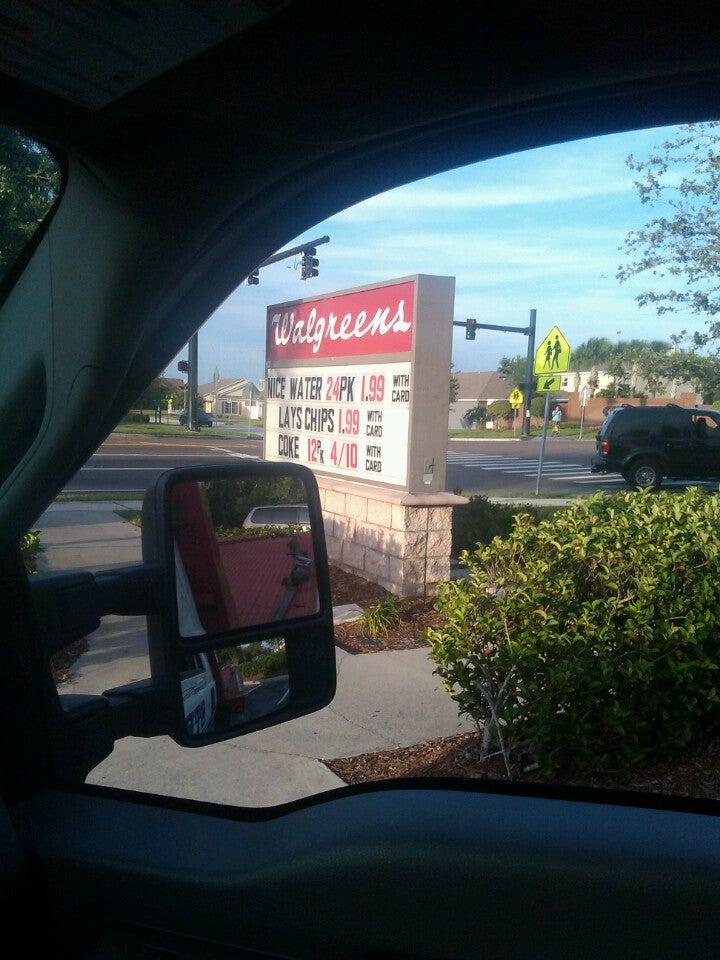 Walgreens
NICE WATER 24PK 1.99 WITH CARD
LAYS CHIPS 1.99 WITH CARD
COKE 12PK 4/10 WITH CARD